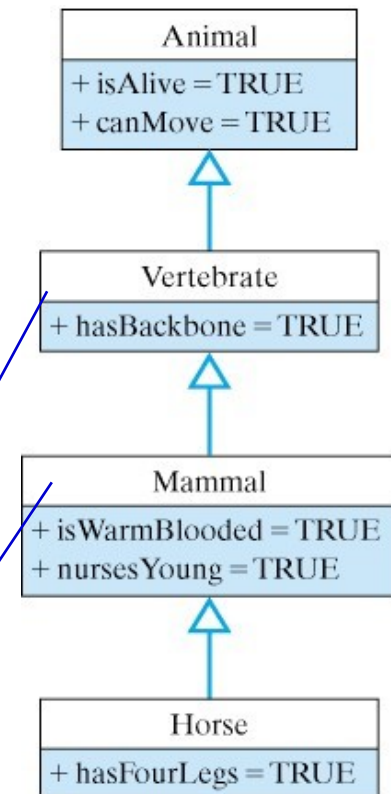 Animal
+ isAlive = TRUE
+ canMove = TRUE
Vertebrate
+ hasBackbone = TRUE
Mammal
+ isWarmBlooded = TRUE
+ nursesYoung = TRUE
Horse
+ hasFourLegs = TRUE